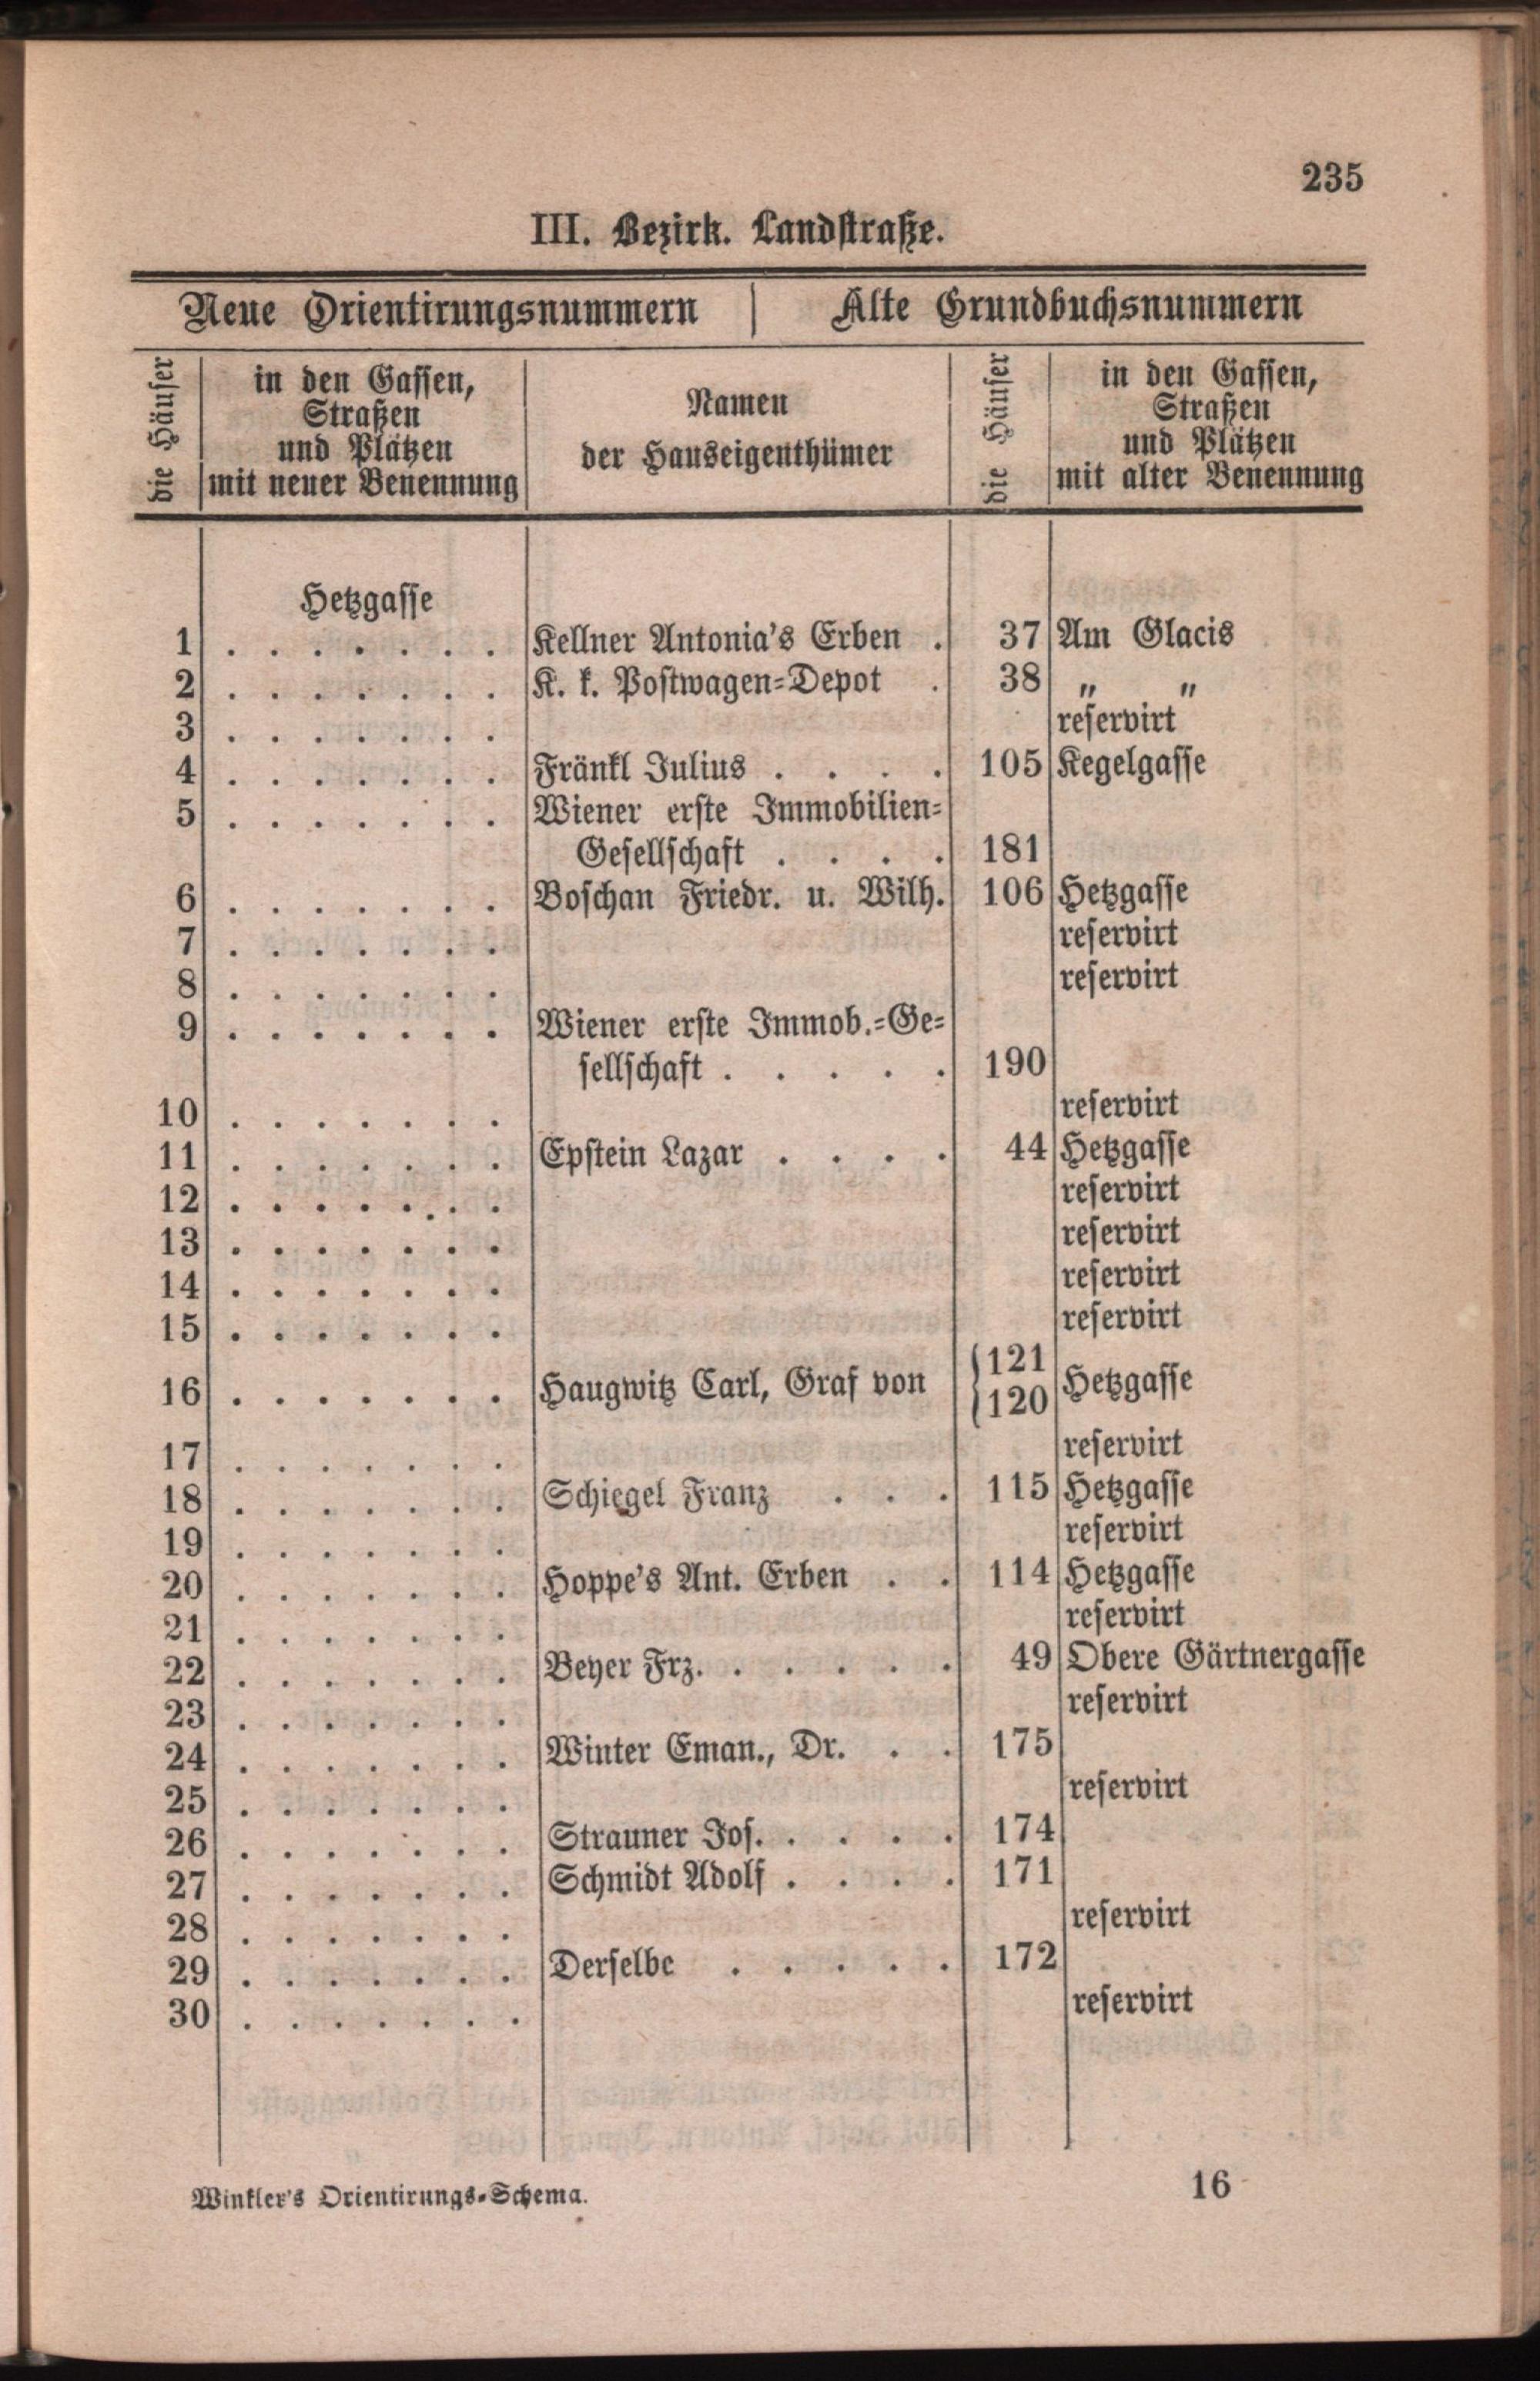 235
III. Bezirk. Landstraße.
Neue Orientirungsnummern | Alte Grundbuchsnummern
die Häuser
in den Gassen,
Straßen
und Plätzen
mit neuer Benennung
Namen
der Hauseigenthümer
die Häuser
in den Gassen,
Straßen
und Plätzen
mit alter Benennung
Hetzgasse
1 . . . . . . . Kellner Antonia's Erben . 37 Am Glacis
2 . . . . . . . K. k. Postwagen-Depot . 38 " "
3 . . . . . . . reservirt
4 . . . . . . . Fränkl Julius . . . . 105 Kegelgasse
5 . . . . . . . Wiener erste Immobilien-
Gesellschaft . . . . 181
6 . . . . . . . Boschan Friedr. u. Wilh. 106 Hetzgasse
7 . . . . . . . reservirt
8 . . . . . . . reservirt
9 . . . . . . . Wiener erste Immob.-Ge-
sellschaft . . . . . 190
10 . . . . . . . reservirt
11 . . . . . . . Epstein Lazar . . . . 44 Hetzgasse
12 . . . . . . . reservirt
13 . . . . . . . reservirt
14 . . . . . . . reservirt
15 . . . . . . . reservirt
16 . . . . . . . Haugwitz Carl, Graf von {121 {120 Hetzgasse
17 . . . . . . . reservirt
18 . . . . . . . Schiegel Franz . . . 115 Hetzgasse
19 . . . . . . . reservirt
20 . . . . . . . Hoppe's Ant. Erben . . 114 Hetzgasse
21 . . . . . . . reservirt
22 . . . . . . . Beyer Frz. . . . . . 49 Obere Gärtnergasse
23 . . . . . . . reservirt
24 . . . . . . . Winter Eman., Dr. . . 175
25 . . . . . . . reservirt
26 . . . . . . . Strauner Jos. . . . . 174
27 . . . . . . . Schmidt Adolf . . . . 171
28 . . . . . . . reservirt
29 . . . . . . . Derselbe . . . . . 172
30 . . . . . . . reservirt
Winkler's Orientirungs-Schema. 16